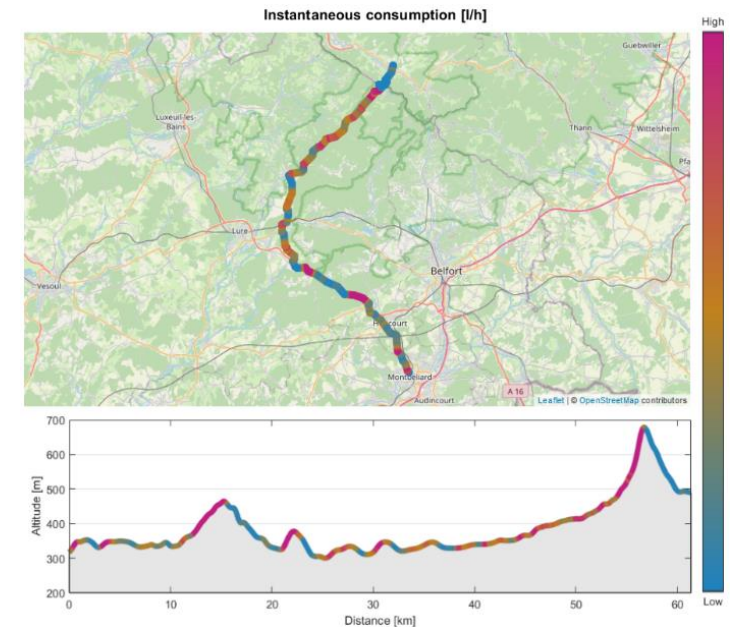 Instantaneous consumption [l/h]
High
Guebwiller
Luxeuil-les
Bains
Thann
Wittelsheim
Lure
Belfort
Vesoul
Montbéliard
A 16
Audincourt
Leaflet | © OpenStreetMap contributors
Low
700
600
500
400
300
200
Altitude [m]
0
10
20
30
40
50
60
Distance [km]